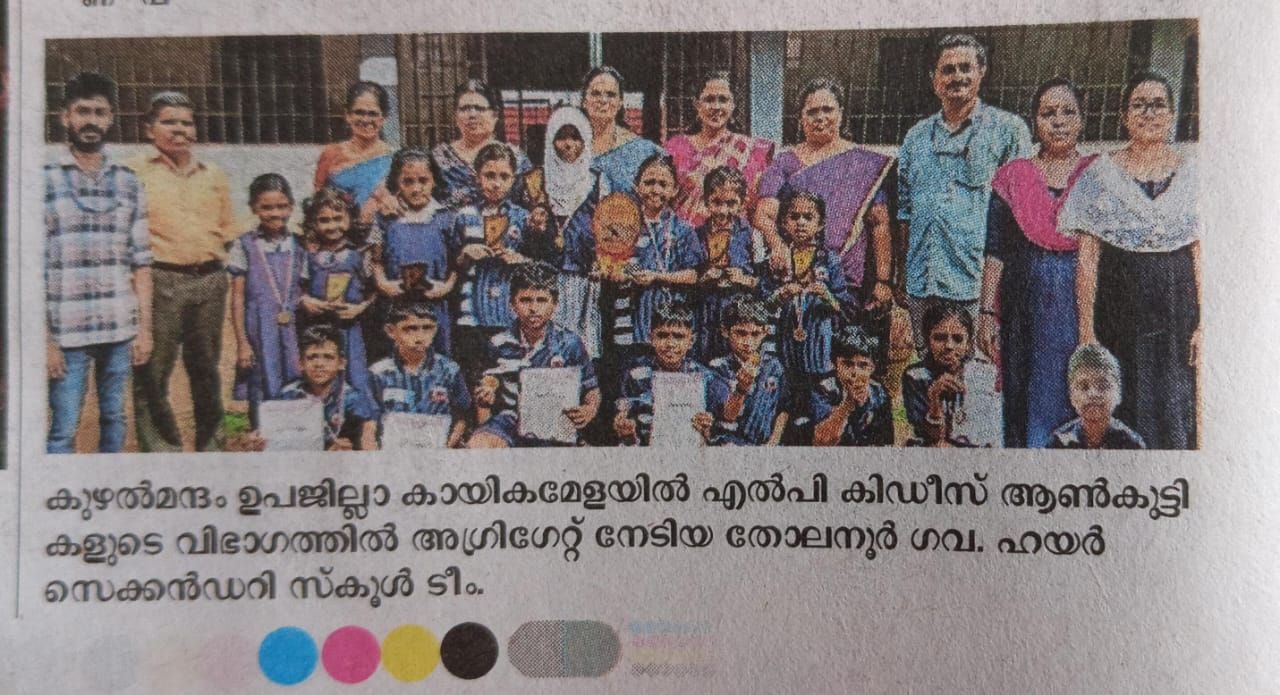 കുഴൽമന്ദം ഉപജില്ലാ കായികമേളയിൽ എൽപി കിഡീസ് ആൺകുട്ടി
കളുടെ വിഭാഗത്തിൽ അഗ്രിഗേറ്റ് നേടിയ തോലനൂർ ഗവ. ഹയർ
സെക്കൻഡറി സ്കൂൾ ടീം.